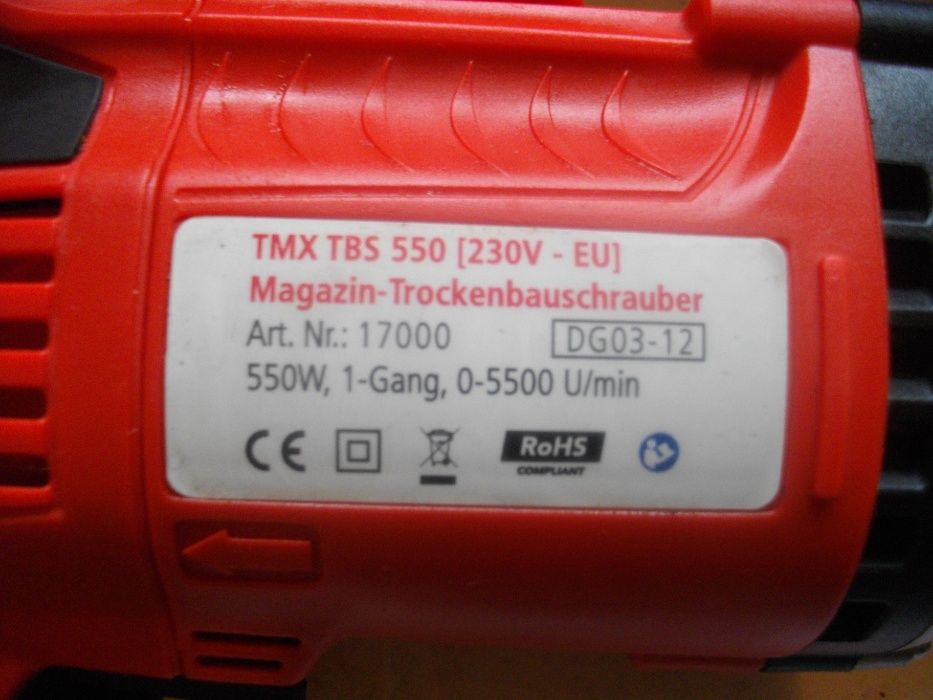 TMX TBS 550 [230V - EU]
Magazin-Trockenbauschrauber
Art. Nr.: 17000 DG03-12
550W, 1-Gang, 0-5500 U/min
CE RoHS
COMPLIANT